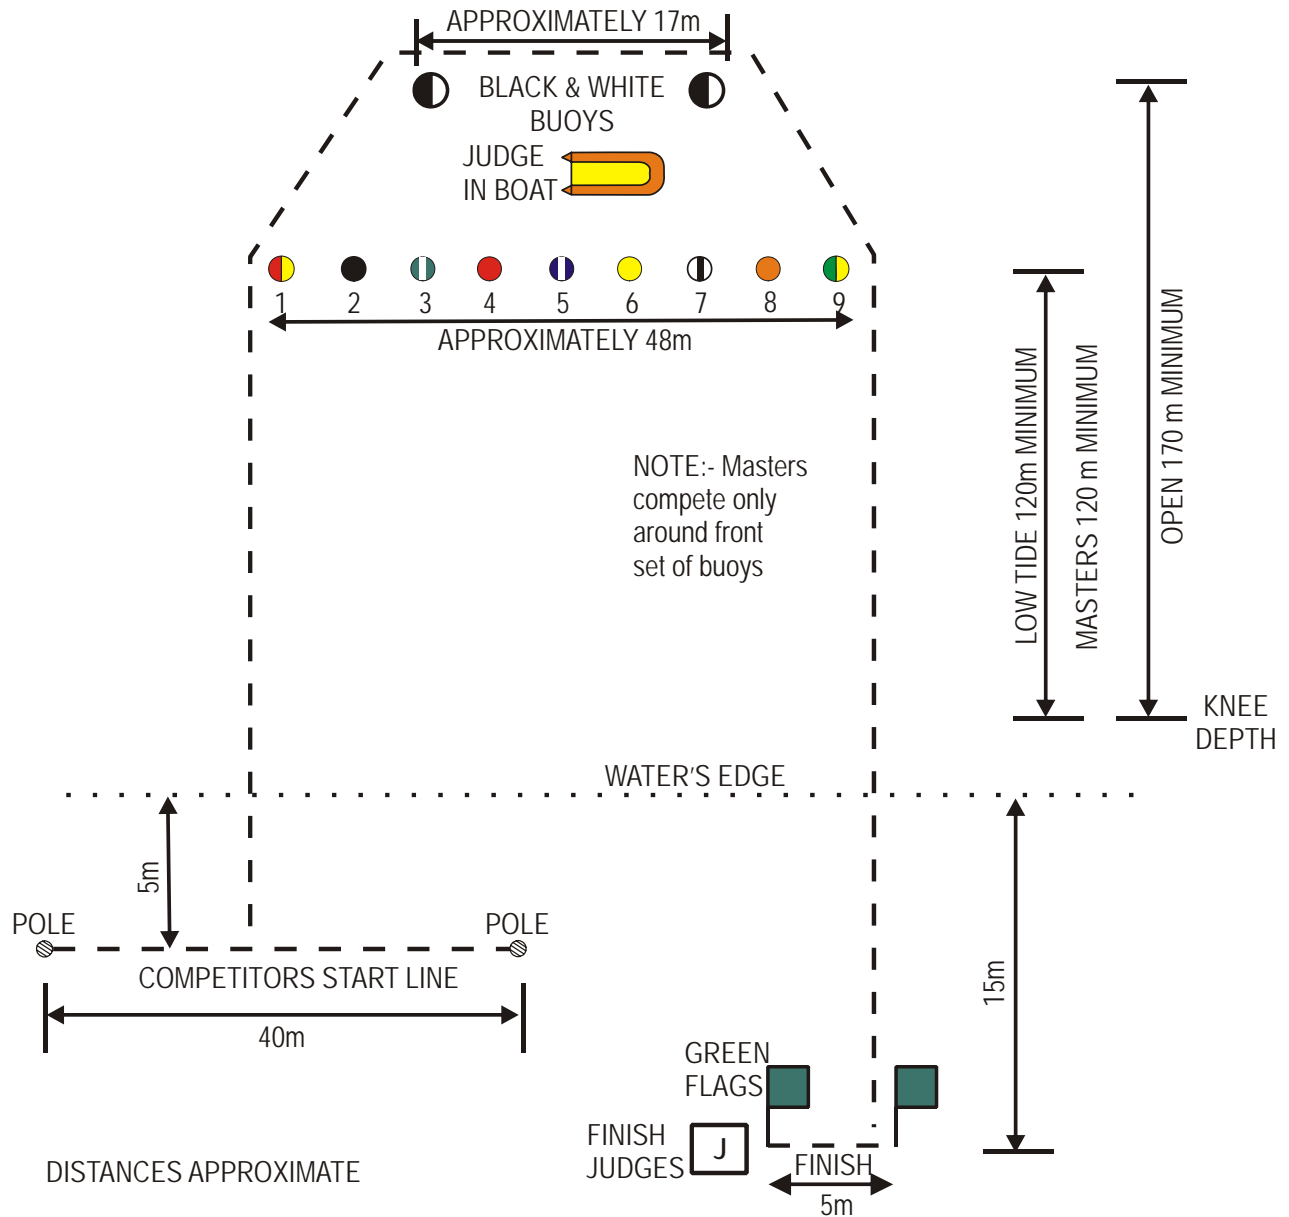 APPROXIMATELY 17m
BLACK & WHITE
BUOYS
JUDGE
IN BOAT
1 2 3 4 5 6 7 8 9
APPROXIMATELY 48m
NOTE:- Masters
compete only
around front
set of buoys
LOW TIDE 120m MINIMUM
MASTERS 120 m MINIMUM
OPEN 170 m MINIMUM
KNEE
DEPTH
WATER'S EDGE
5m
POLE
POLE
COMPETITORS START LINE
40m
15m
GREEN
FLAGS
FINISH
JUDGES
J
FINISH
5m
DISTANCES APPROXIMATE